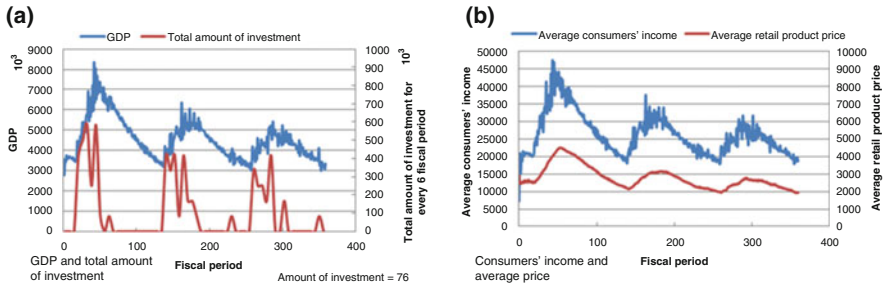 (a)
GDP Total amount of investment
10³
9000
8000
7000
6000
5000
4000
3000
2000
1000
0
GDP
10³
1000
900
800
700
600
500
400
300
200
100
0
Total amount of investment for
every 6 fiscal period
0 100 200 300 400
Fiscal period
GDP and total amount
of investment
Amount of investment = 76
(b)
Average consumers' income Average retail product price
50000
45000
40000
35000
30000
25000
20000
15000
10000
5000
0
Average consumers' income
10000
9000
8000
7000
6000
5000
4000
3000
2000
1000
0
Average retail product price
0 100 200 300 400
Fiscal period
Consumers' income and
average price